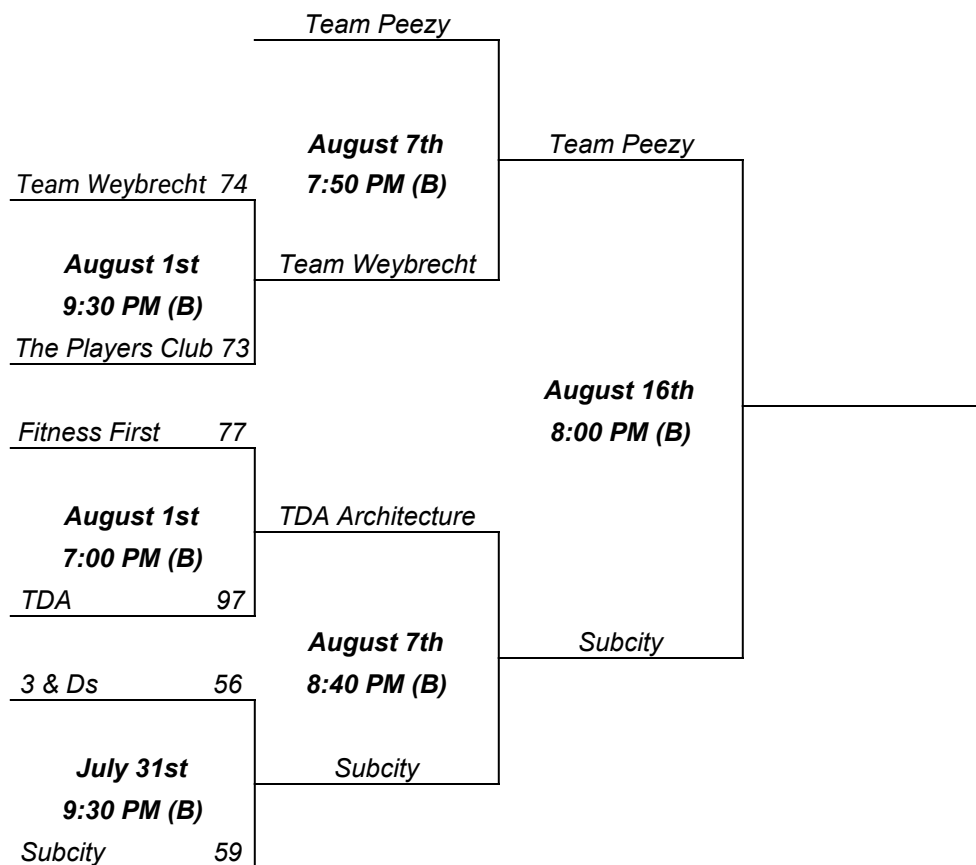 Team Peezy
August 7th
7:50 PM (B)
Team Peezy
Team Weybrecht 74
August 1st
9:30 PM (B)
Team Weybrecht
The Players Club 73
August 16th
8:00 PM (B)
Fitness First 77
August 1st
7:00 PM (B)
TDA Architecture
TDA 97
August 7th
8:40 PM (B)
Subcity
3 & Ds 56
July 31st
9:30 PM (B)
Subcity
Subcity 59